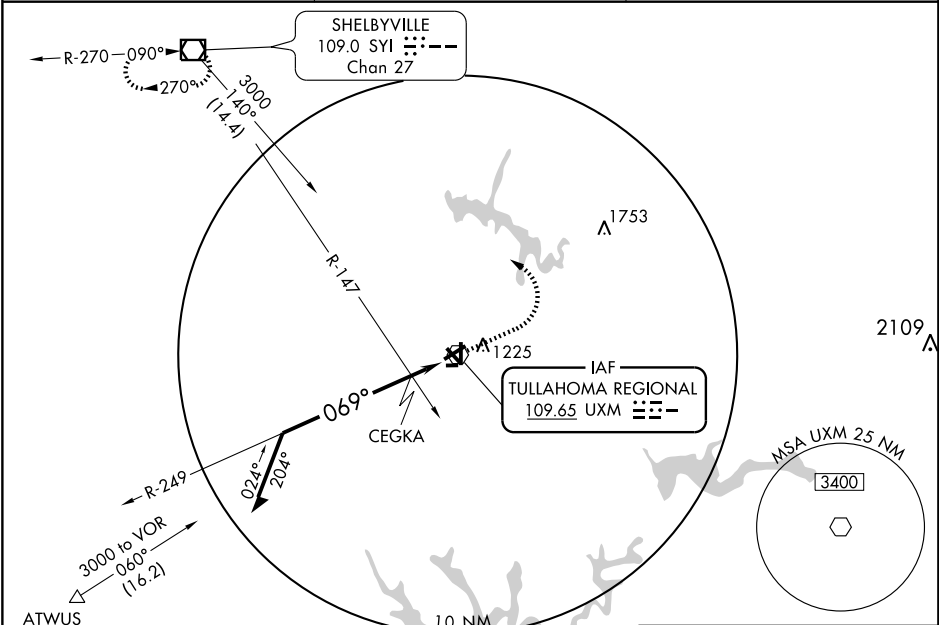 SHELBYVILLE
109.0 SYI
Chan 27
R-270
090°
270°
3000
140°
(14.4)
R-147
1753
2109
1225
IAF
TULLAHOMA REGIONAL
109.65 UXM
069°
CEGKA
R-249
024°
204°
3000 to VOR
060°
(16.2)
ATWUS
10 NM
MSA UXM 25 NM
3400